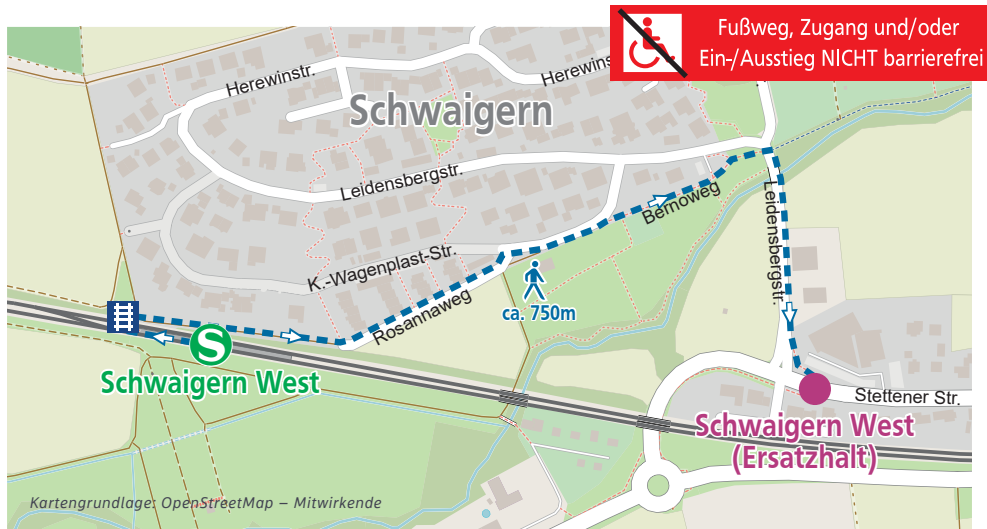 Fußweg, Zugang und/oder
Ein-/Ausstieg NICHT barrierefrei
Herewinstr.
Herewins
Schwaigern
Leidensbergstr.
Bernoweg
Leidensbergstr.
K.-Wagenplast-Str.
Rosannaweg
ca. 750m
S
Schwaigern West
Stettener Str.
Schwaigern West
(Ersatzhalt)
Kartengrundlage: OpenStreetMap – Mitwirkende